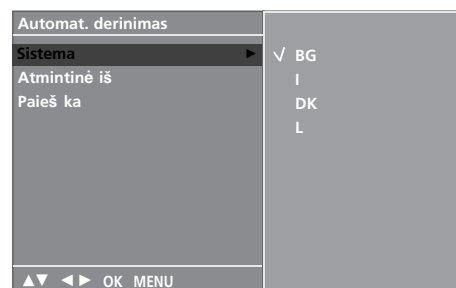 Automat. derinimas
Sistema ►
Atmintinė iš
Paieš ka
▲▼ ◄► OK MENU
√ BG
I
DK
L